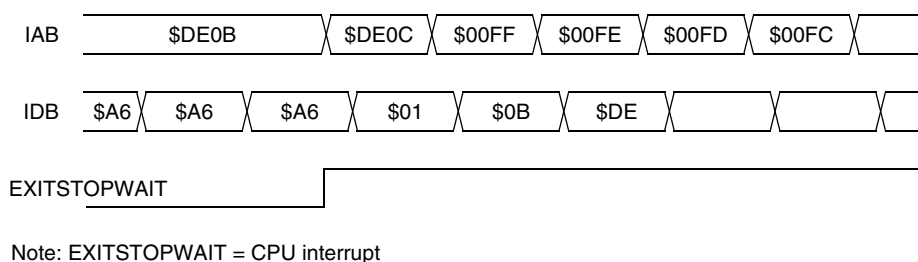 IAB $DE0B $DE0C $00FF $00FE $00FD $00FC
IDB $A6 $A6 $A6 $01 $0B $DE
EXITSTOPWAIT
Note: EXITSTOPWAIT = CPU interrupt